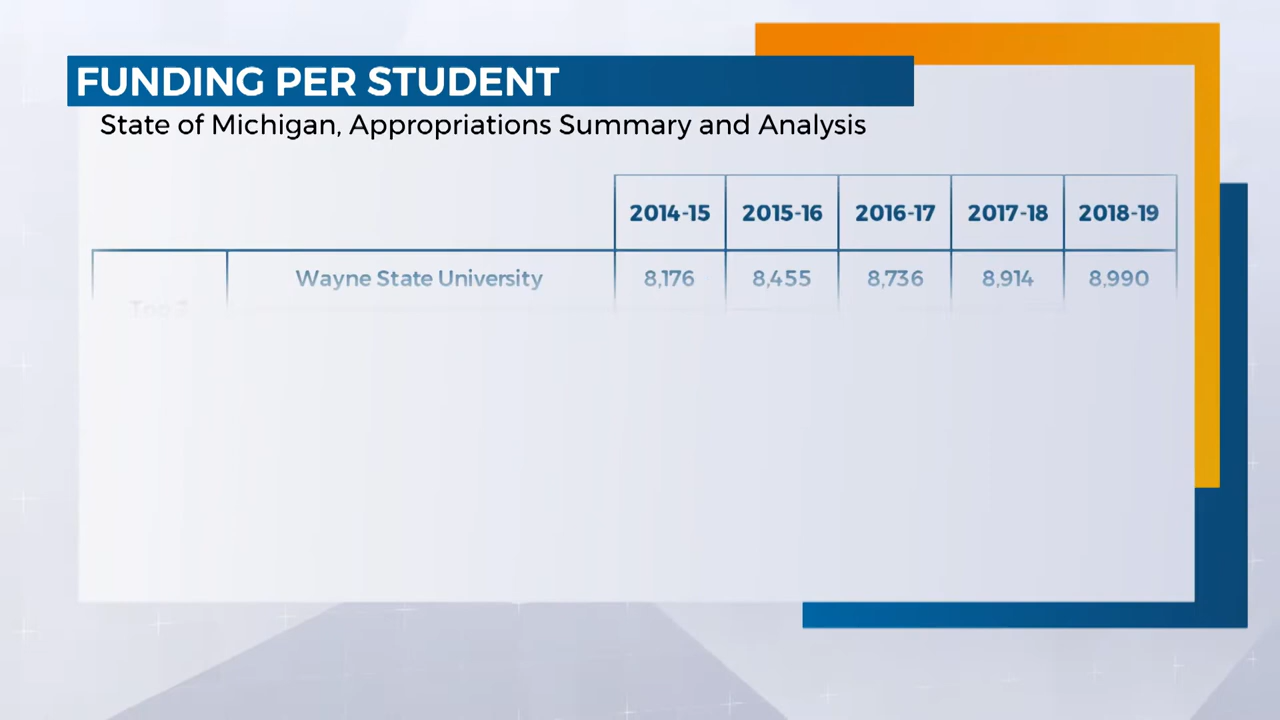 FUNDING PER STUDENT
State of Michigan, Appropriations Summary and Analysis
2014-15 2015-16 2016-17 2017-18 2018-19
Wayne State University 8,176 8,455 8,736 8,914 8,990
Top